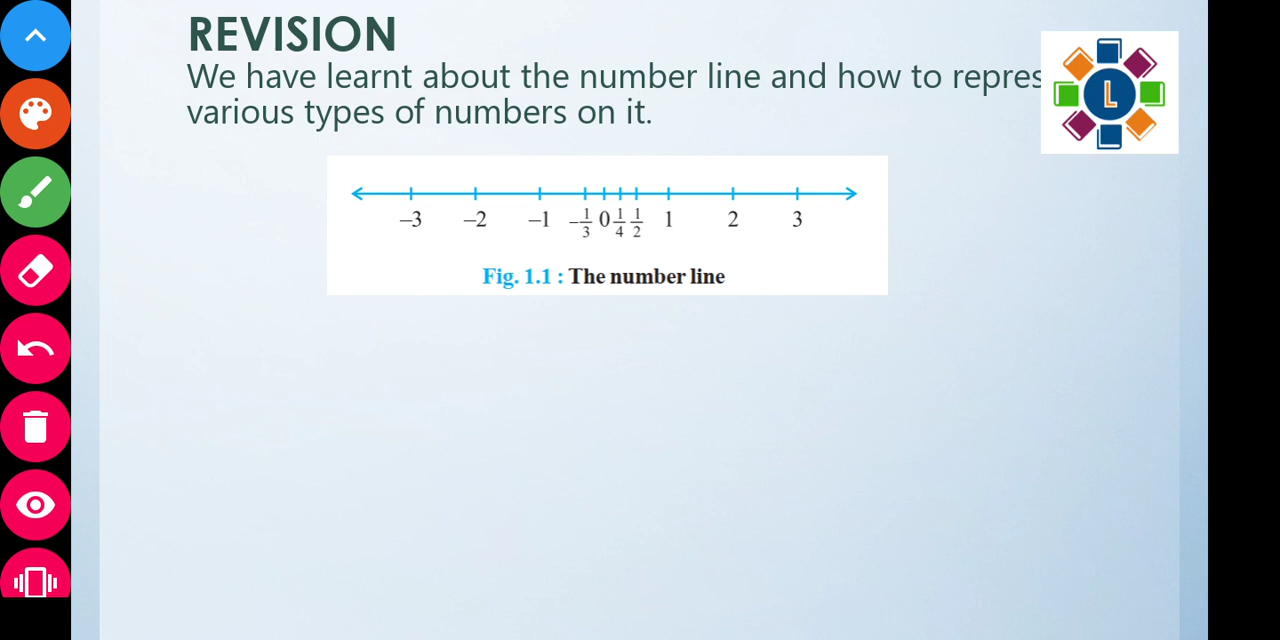 REVISION
We have learnt about the number line and how to repres
various types of numbers on it.
–3 –2 –1 –1/3 0 1/4 1/2 1 2 3
Fig. 1.1 : The number line
L